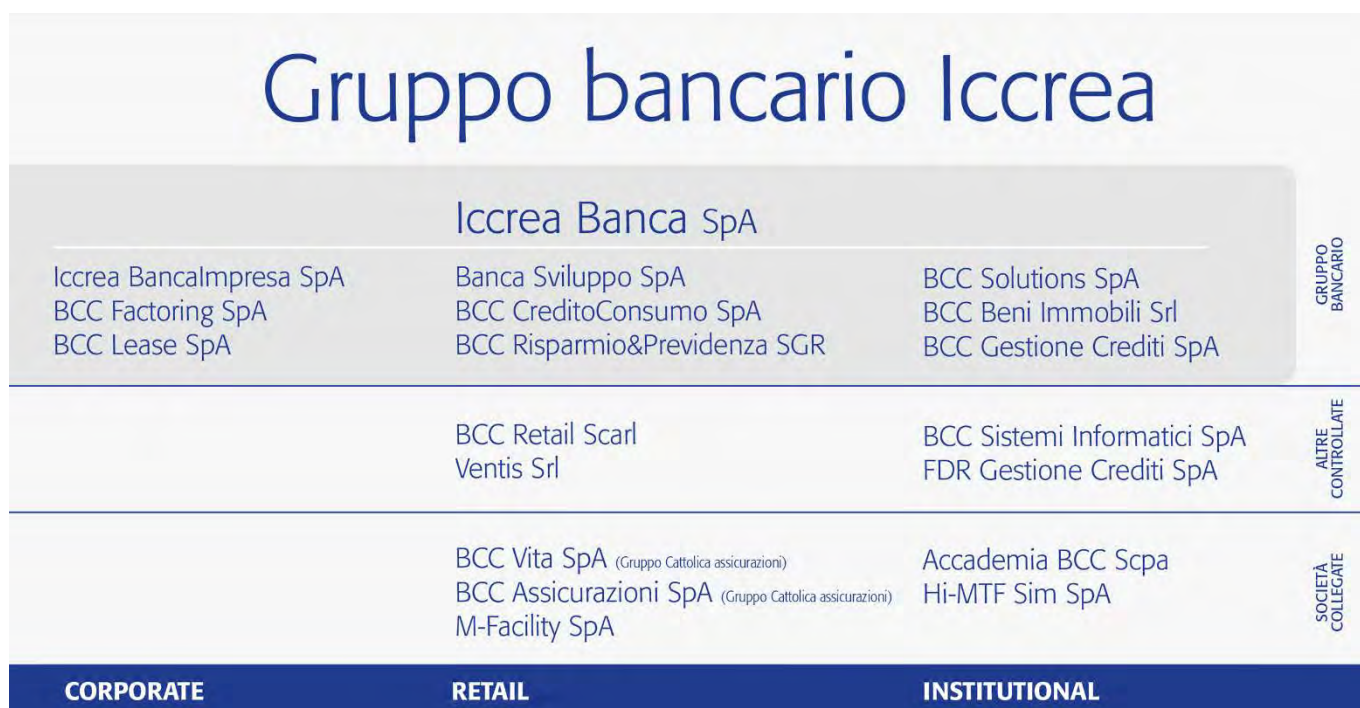 Gruppo bancario Iccrea
Iccrea Banca SpA
Iccrea BancaImpresa SpA
BCC Factoring SpA
BCC Lease SpA
Banca Sviluppo SpA
BCC CreditoConsumo SpA
BCC Risparmio&Previdenza SGR
BCC Solutions SpA
BCC Beni Immobili Srl
BCC Gestione Crediti SpA
GRUPPO
BANCARIO
BCC Retail Scarl
Ventis Srl
BCC Sistemi Informatici SpA
FDR Gestione Crediti SpA
ALTRE
CONTROLLATE
BCC Vita SpA (Gruppo Cattolica assicurazioni)
BCC Assicurazioni SpA (Gruppo Cattolica assicurazioni)
M-Facility SpA
Accademia BCC Scpa
Hi-MTF Sim SpA
SOCIETÀ
COLLEGATE
CORPORATE
RETAIL
INSTITUTIONAL